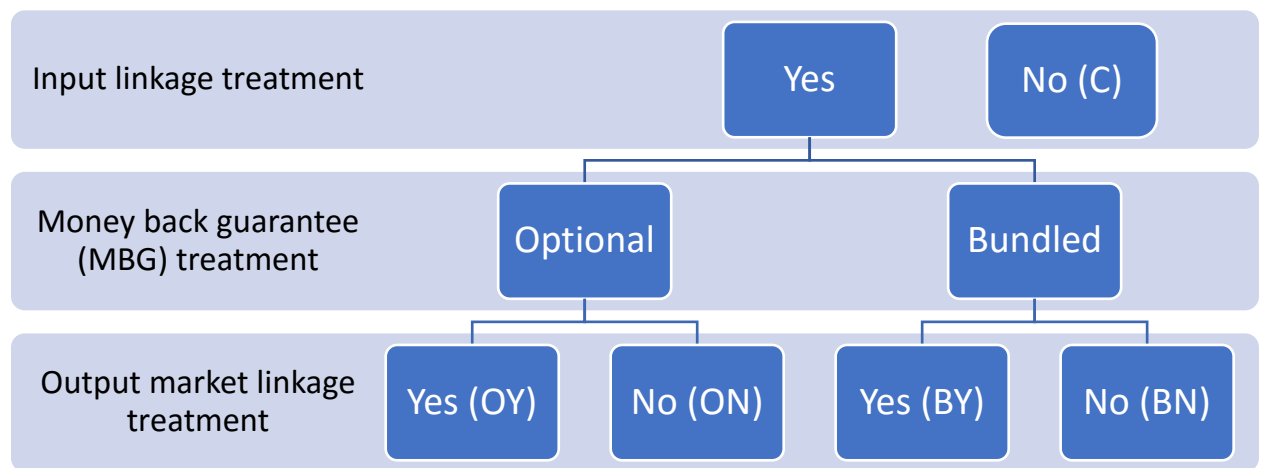 Input linkage treatment
Yes
No (C)
Money back guarantee
(MBG) treatment
Optional
Bundled
Output market linkage
treatment
Yes (OY)
No (ON)
Yes (BY)
No (BN)